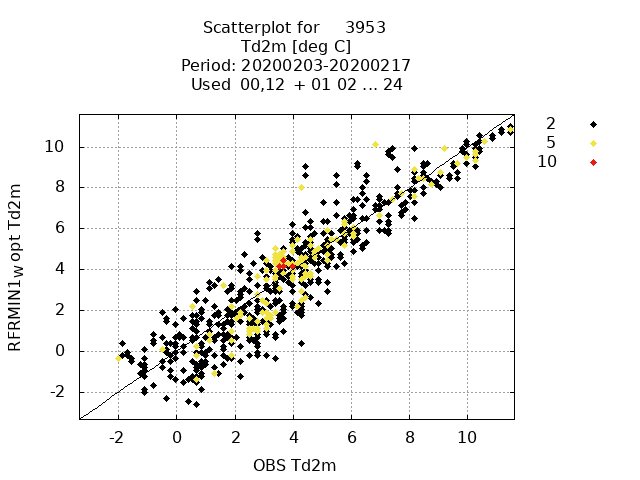 Scatterplot for 3953
Td2m [deg C]
Period: 20200203-20200217
Used 00,12 + 01 02 ... 24
2
5
10
RFRMIN1w opt Td2m
10
8
6
4
2
0
-2
-2 0 2 4 6 8 10
OBS Td2m